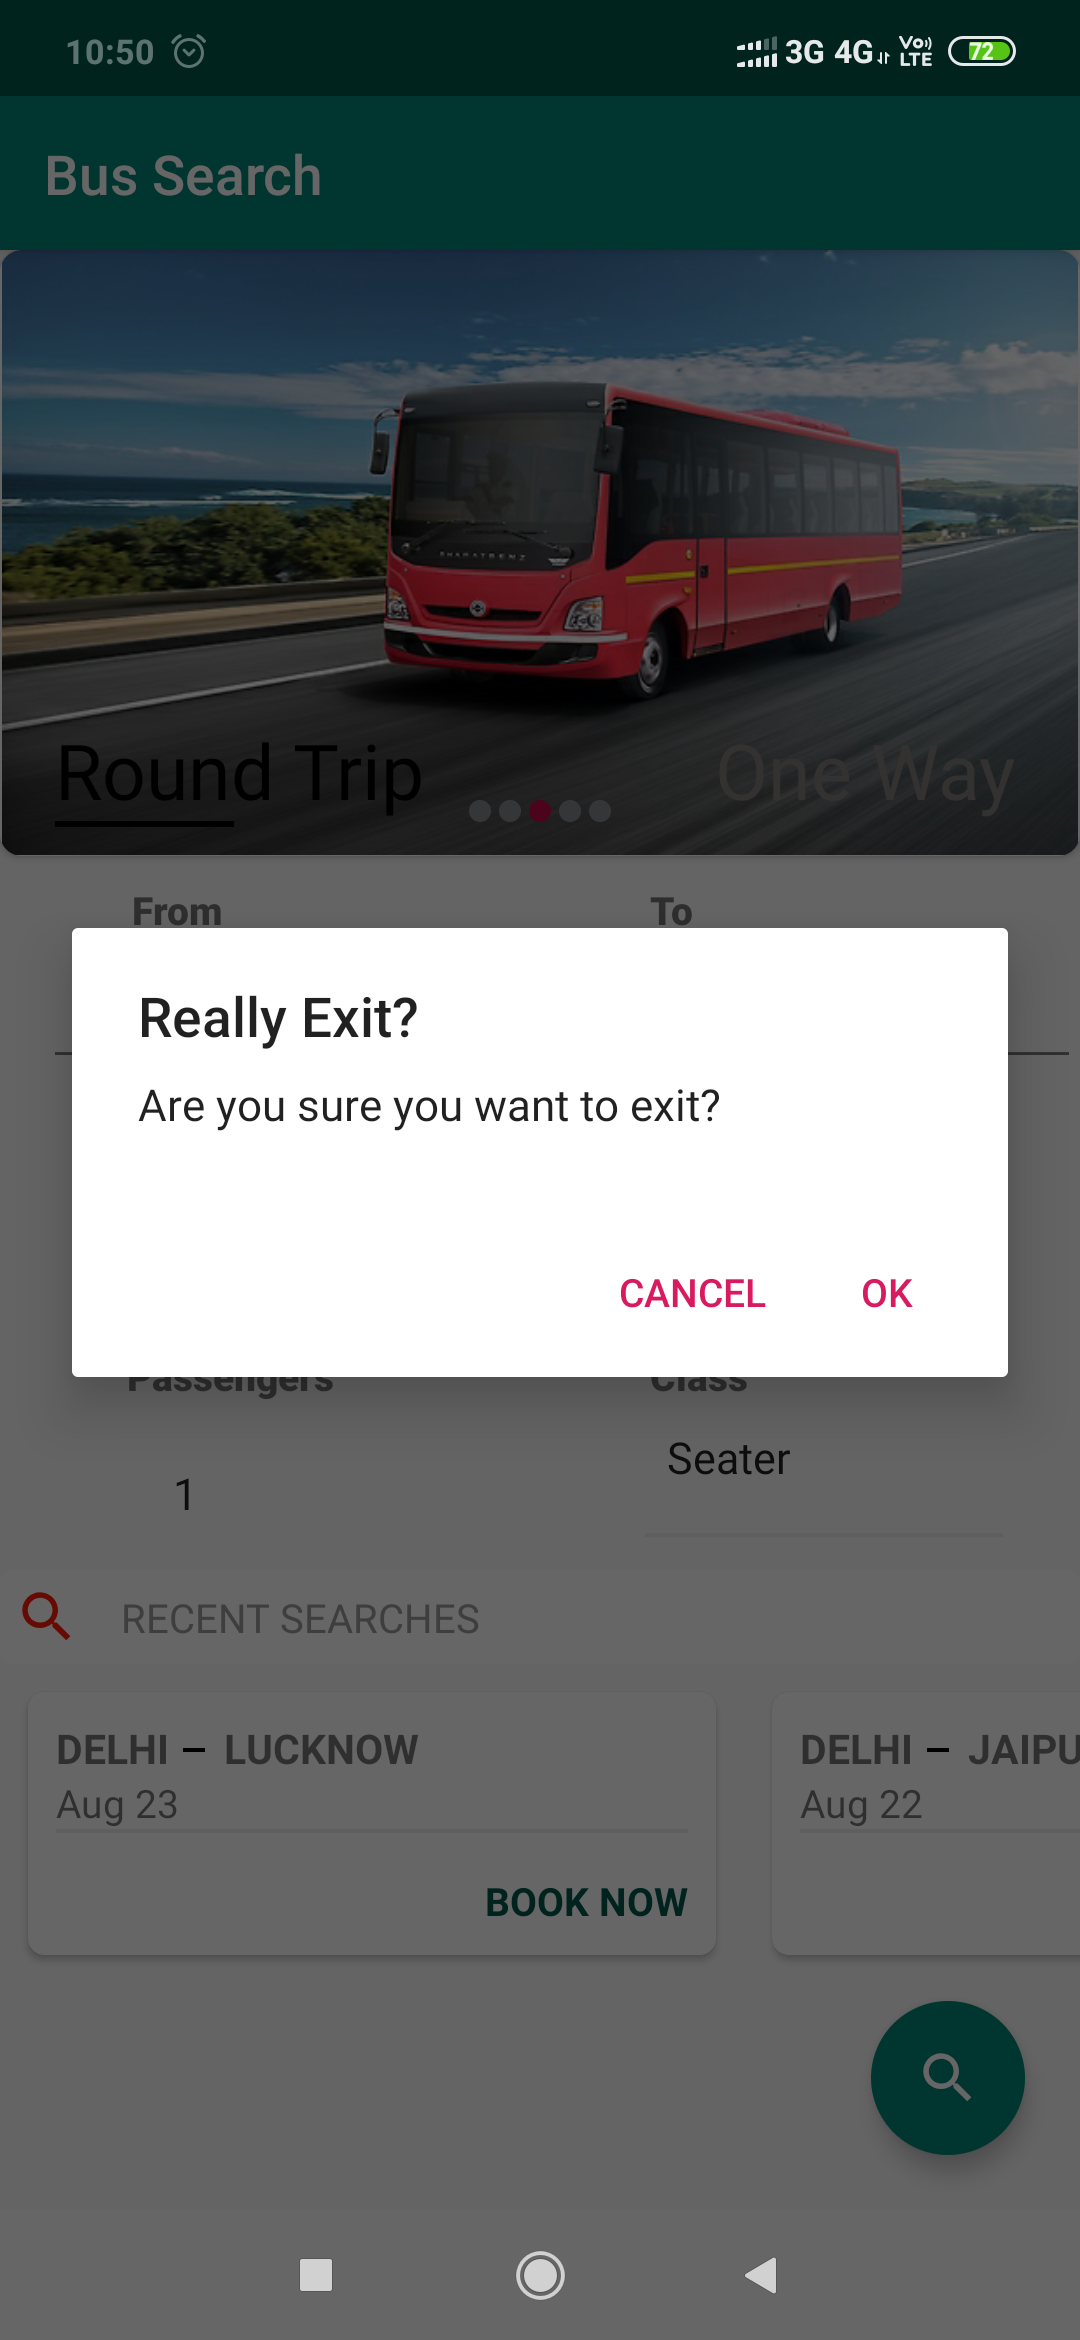 10:50
3G 4G VoLTE 72
Bus Search
BHARATBENZ
Round Trip
One Way
From
To
Really Exit?
Are you sure you want to exit?
CANCEL
OK
Passengers
Class
1
Seater
RECENT SEARCHES
DELHI – LUCKNOW
Aug 23
BOOK NOW
DELHI – JAIPU
Aug 22